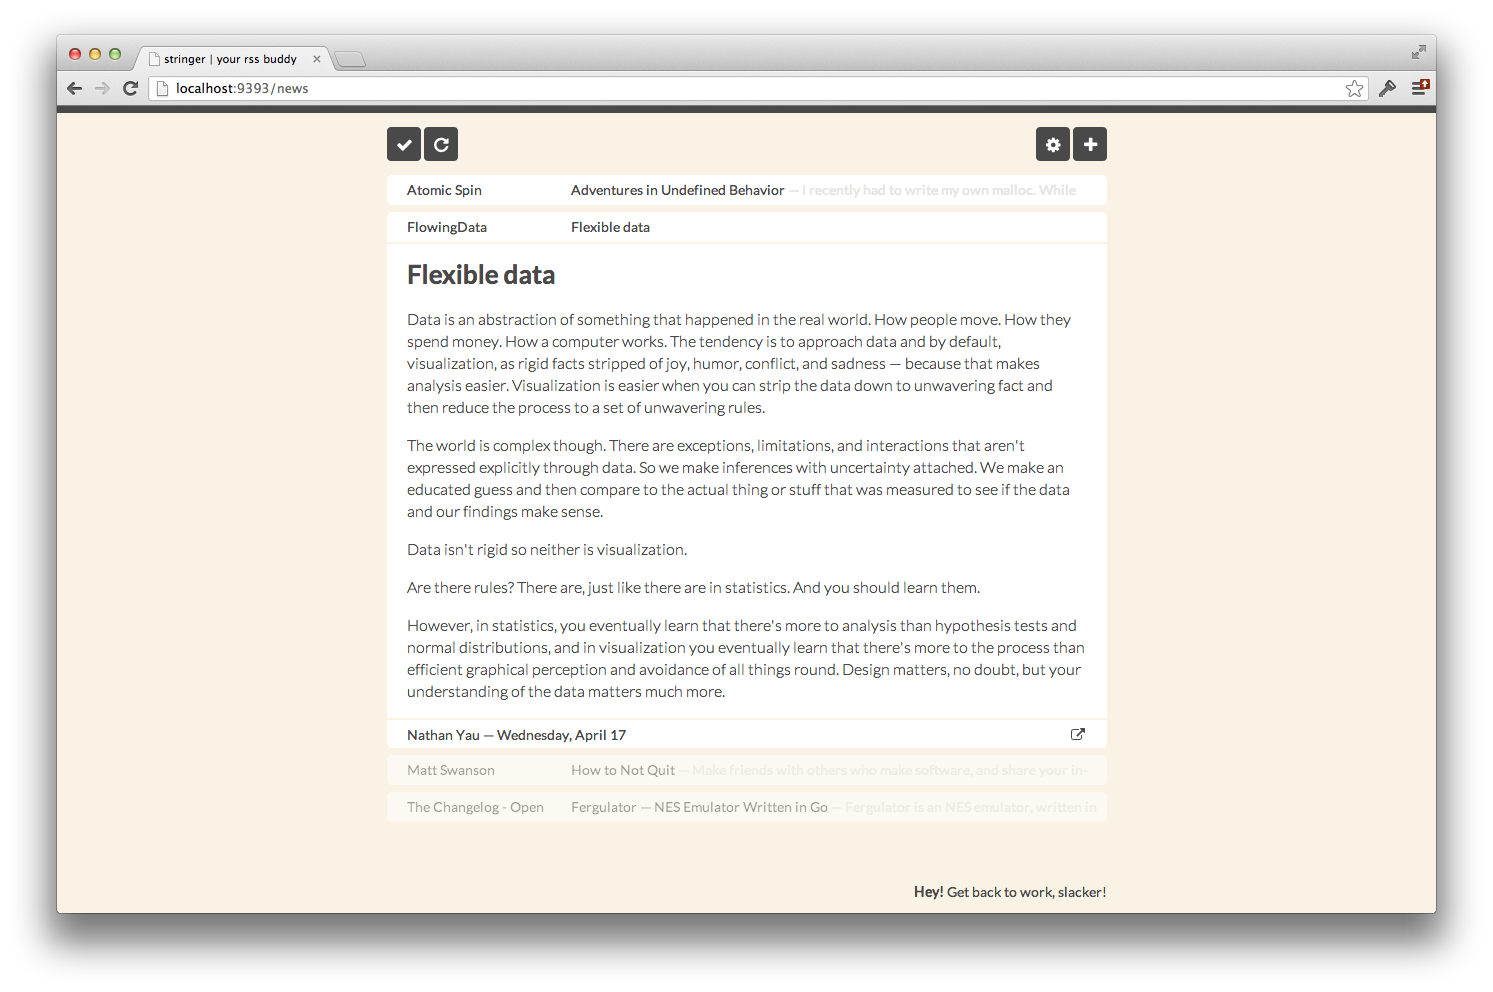 stringer | your rss buddy
localhost:9393/news
Atomic Spin Adventures in Undefined Behavior — I recently had to write my own malloc. While
FlowingData Flexible data
Flexible data
Data is an abstraction of something that happened in the real world. How people move. How they
spend money. How a computer works. The tendency is to approach data and by default,
visualization, as rigid facts stripped of joy, humor, conflict, and sadness — because that makes
analysis easier. Visualization is easier when you can strip the data down to unwavering fact and
then reduce the process to a set of unwavering rules.
The world is complex though. There are exceptions, limitations, and interactions that aren't
expressed explicitly through data. So we make inferences with uncertainty attached. We make an
educated guess and then compare to the actual thing or stuff that was measured to see if the data
and our findings make sense.
Data isn't rigid so neither is visualization.
Are there rules? There are, just like there are in statistics. And you should learn them.
However, in statistics, you eventually learn that there's more to analysis than hypothesis tests and
normal distributions, and in visualization you eventually learn that there's more to the process than
efficient graphical perception and avoidance of all things round. Design matters, no doubt, but your
understanding of the data matters much more.
Nathan Yau — Wednesday, April 17
Matt Swanson How to Not Quit — Make friends with others who make software, and share your in-
The Changelog - Open Fergulator — NES Emulator Written in Go — Fergulator is an NES emulator, written in
Hey! Get back to work, slacker!